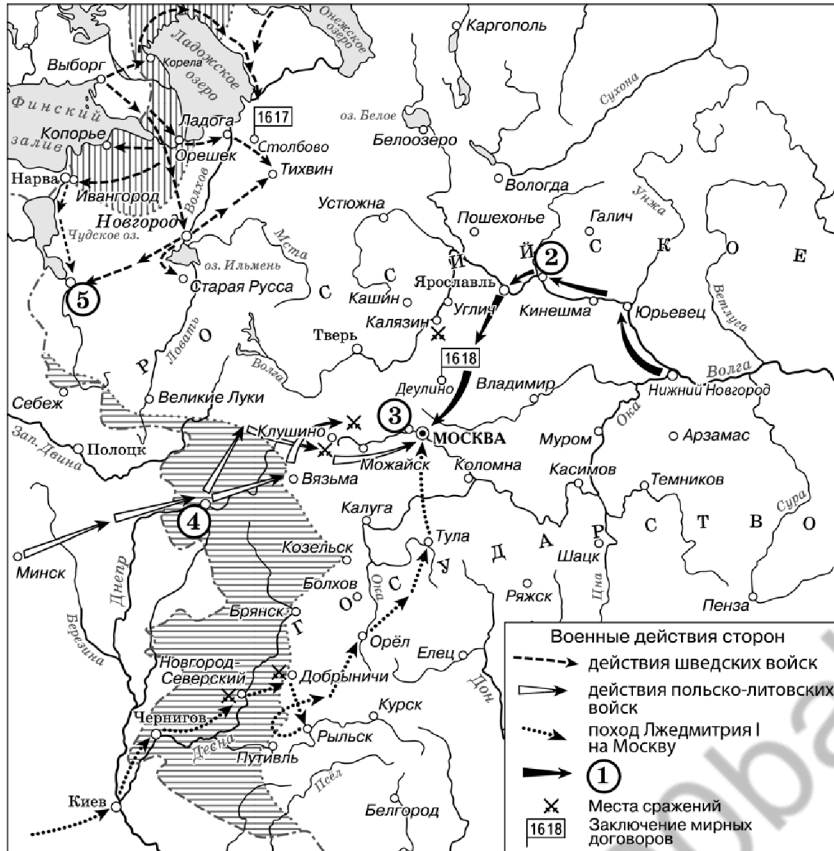 Каргополь
Онежское
озеро
Ладожское
озеро
Корела
Выборг
Финский
залив
Сухона
оз. Белое
Белоозеро
1617
Ладога
Столбово
Копорье
Орешек
Тихвин
Нарва
Ивангород
Волхов
Новгород
Вологда
Унжа
Устюжна
Пошехонье
Галич
Чудское оз.
Мста
оз. Ильмень
Старая Русса
5
2
Р О С С И Й С К О Е
Ярославль
Кашин
Углич
Калязин
Кинешма
Юрьевец
Ветлуга
Ловать
Тверь
Волга
1618
Деулино
Владимир
Волга
Нижний Новгород
Себеж
Великие Луки
Клушино
3
МОСКВА
Ока
Муром
Арзамас
Зап. Двина
Полоцк
Можайск
Вязьма
Коломна
Касимов
Темников
Сура
4
Калуга
Минск
Днепр
Березина
Козельск
Тула
Г О С У Д А Р С Т В О
Шацк
Цна
Болхов
Ока
Ряжск
Пенза
Брянск
Орёл
Елец
Дон
Новгород-
Северский
Добрыничи
Чернигов
Десна
Курск
Рыльск
Путивль
Псёл
Киев
Белгород
Военные действия сторон
действия шведских войск
действия польско-литовских
войск
поход Лжедмитрия I
на Москву
1
Места сражений
1618
Заключение мирных
договоров